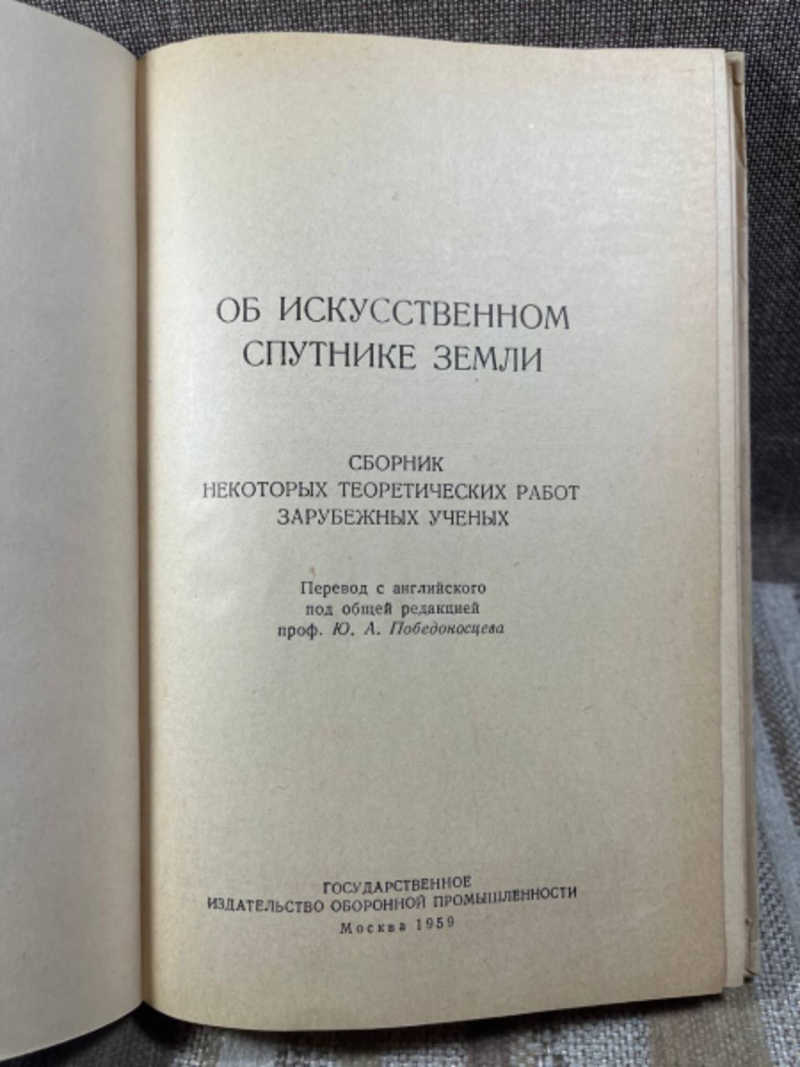 ОБ ИСКУССТВЕННОМ
СПУТНИКЕ ЗЕМЛИ
СБОРНИК
НЕКОТОРЫХ ТЕОРЕТИЧЕСКИХ РАБОТ
ЗАРУБЕЖНЫХ УЧЕНЫХ
Перевод с английского
под общей редакцией
проф. Ю. А. Победоносцева
ГОСУДАРСТВЕННОЕ
ИЗДАТЕЛЬСТВО ОБОРОННОЙ ПРОМЫШЛЕННОСТИ
Москва 1959